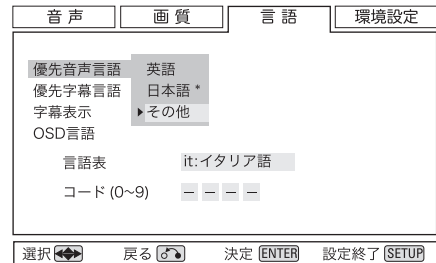 音声 画質 言語 環境設定
優先音声言語 英語
優先字幕言語 日本語 *
字幕表示 ▶その他
OSD言語
言語表 it:イタリア語
コード (0~9) － － － －
選択 戻る 決定 ENTER 設定終了 SETUP